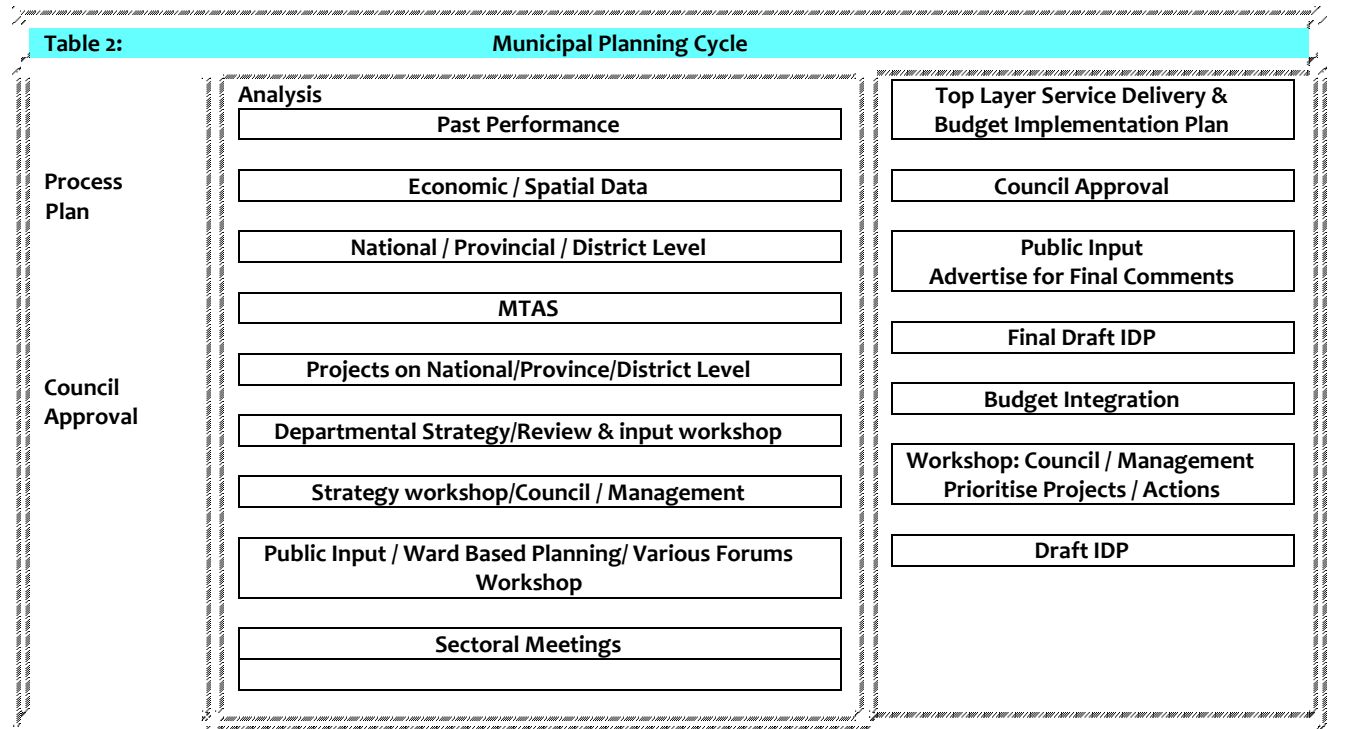 Table 2: Municipal Planning Cycle
Process
Plan
Council
Approval
Analysis
Past Performance
Economic / Spatial Data
National / Provincial / District Level
MTAS
Projects on National/Province/District Level
Departmental Strategy/Review & input workshop
Strategy workshop/Council / Management
Public Input / Ward Based Planning/ Various Forums
Workshop
Sectoral Meetings
Top Layer Service Delivery &
Budget Implementation Plan
Council Approval
Public Input
Advertise for Final Comments
Final Draft IDP
Budget Integration
Workshop: Council / Management
Prioritise Projects / Actions
Draft IDP